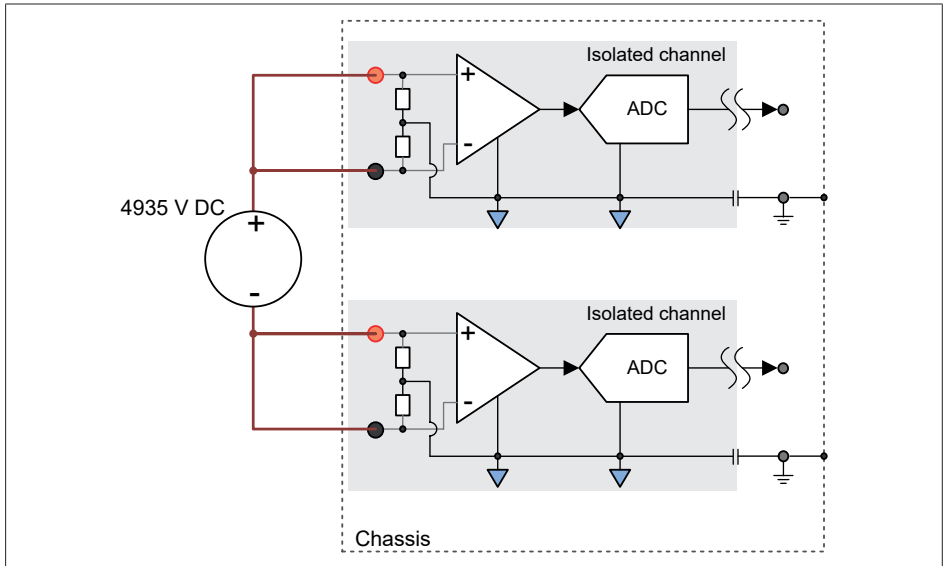 Isolated channel
+
-
ADC
4935 V DC
+
-
Isolated channel
+
-
ADC
Chassis